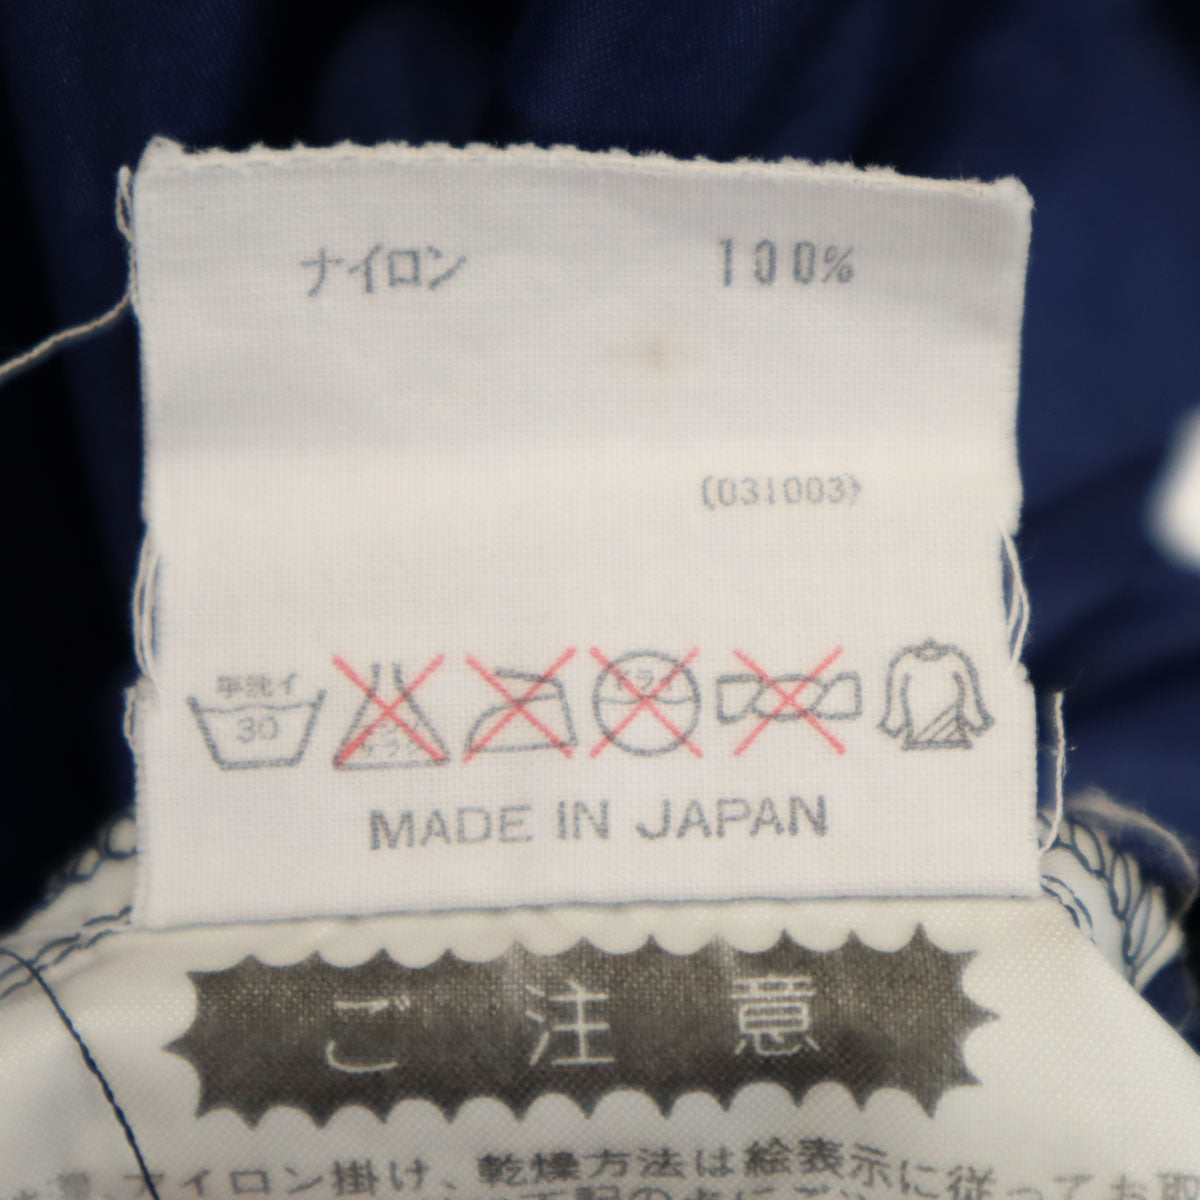 ナイロン 100%
(031003)
手洗イ
30
MADE IN JAPAN
ご注意
アイロン掛け、乾燥方法は絵表示に従って